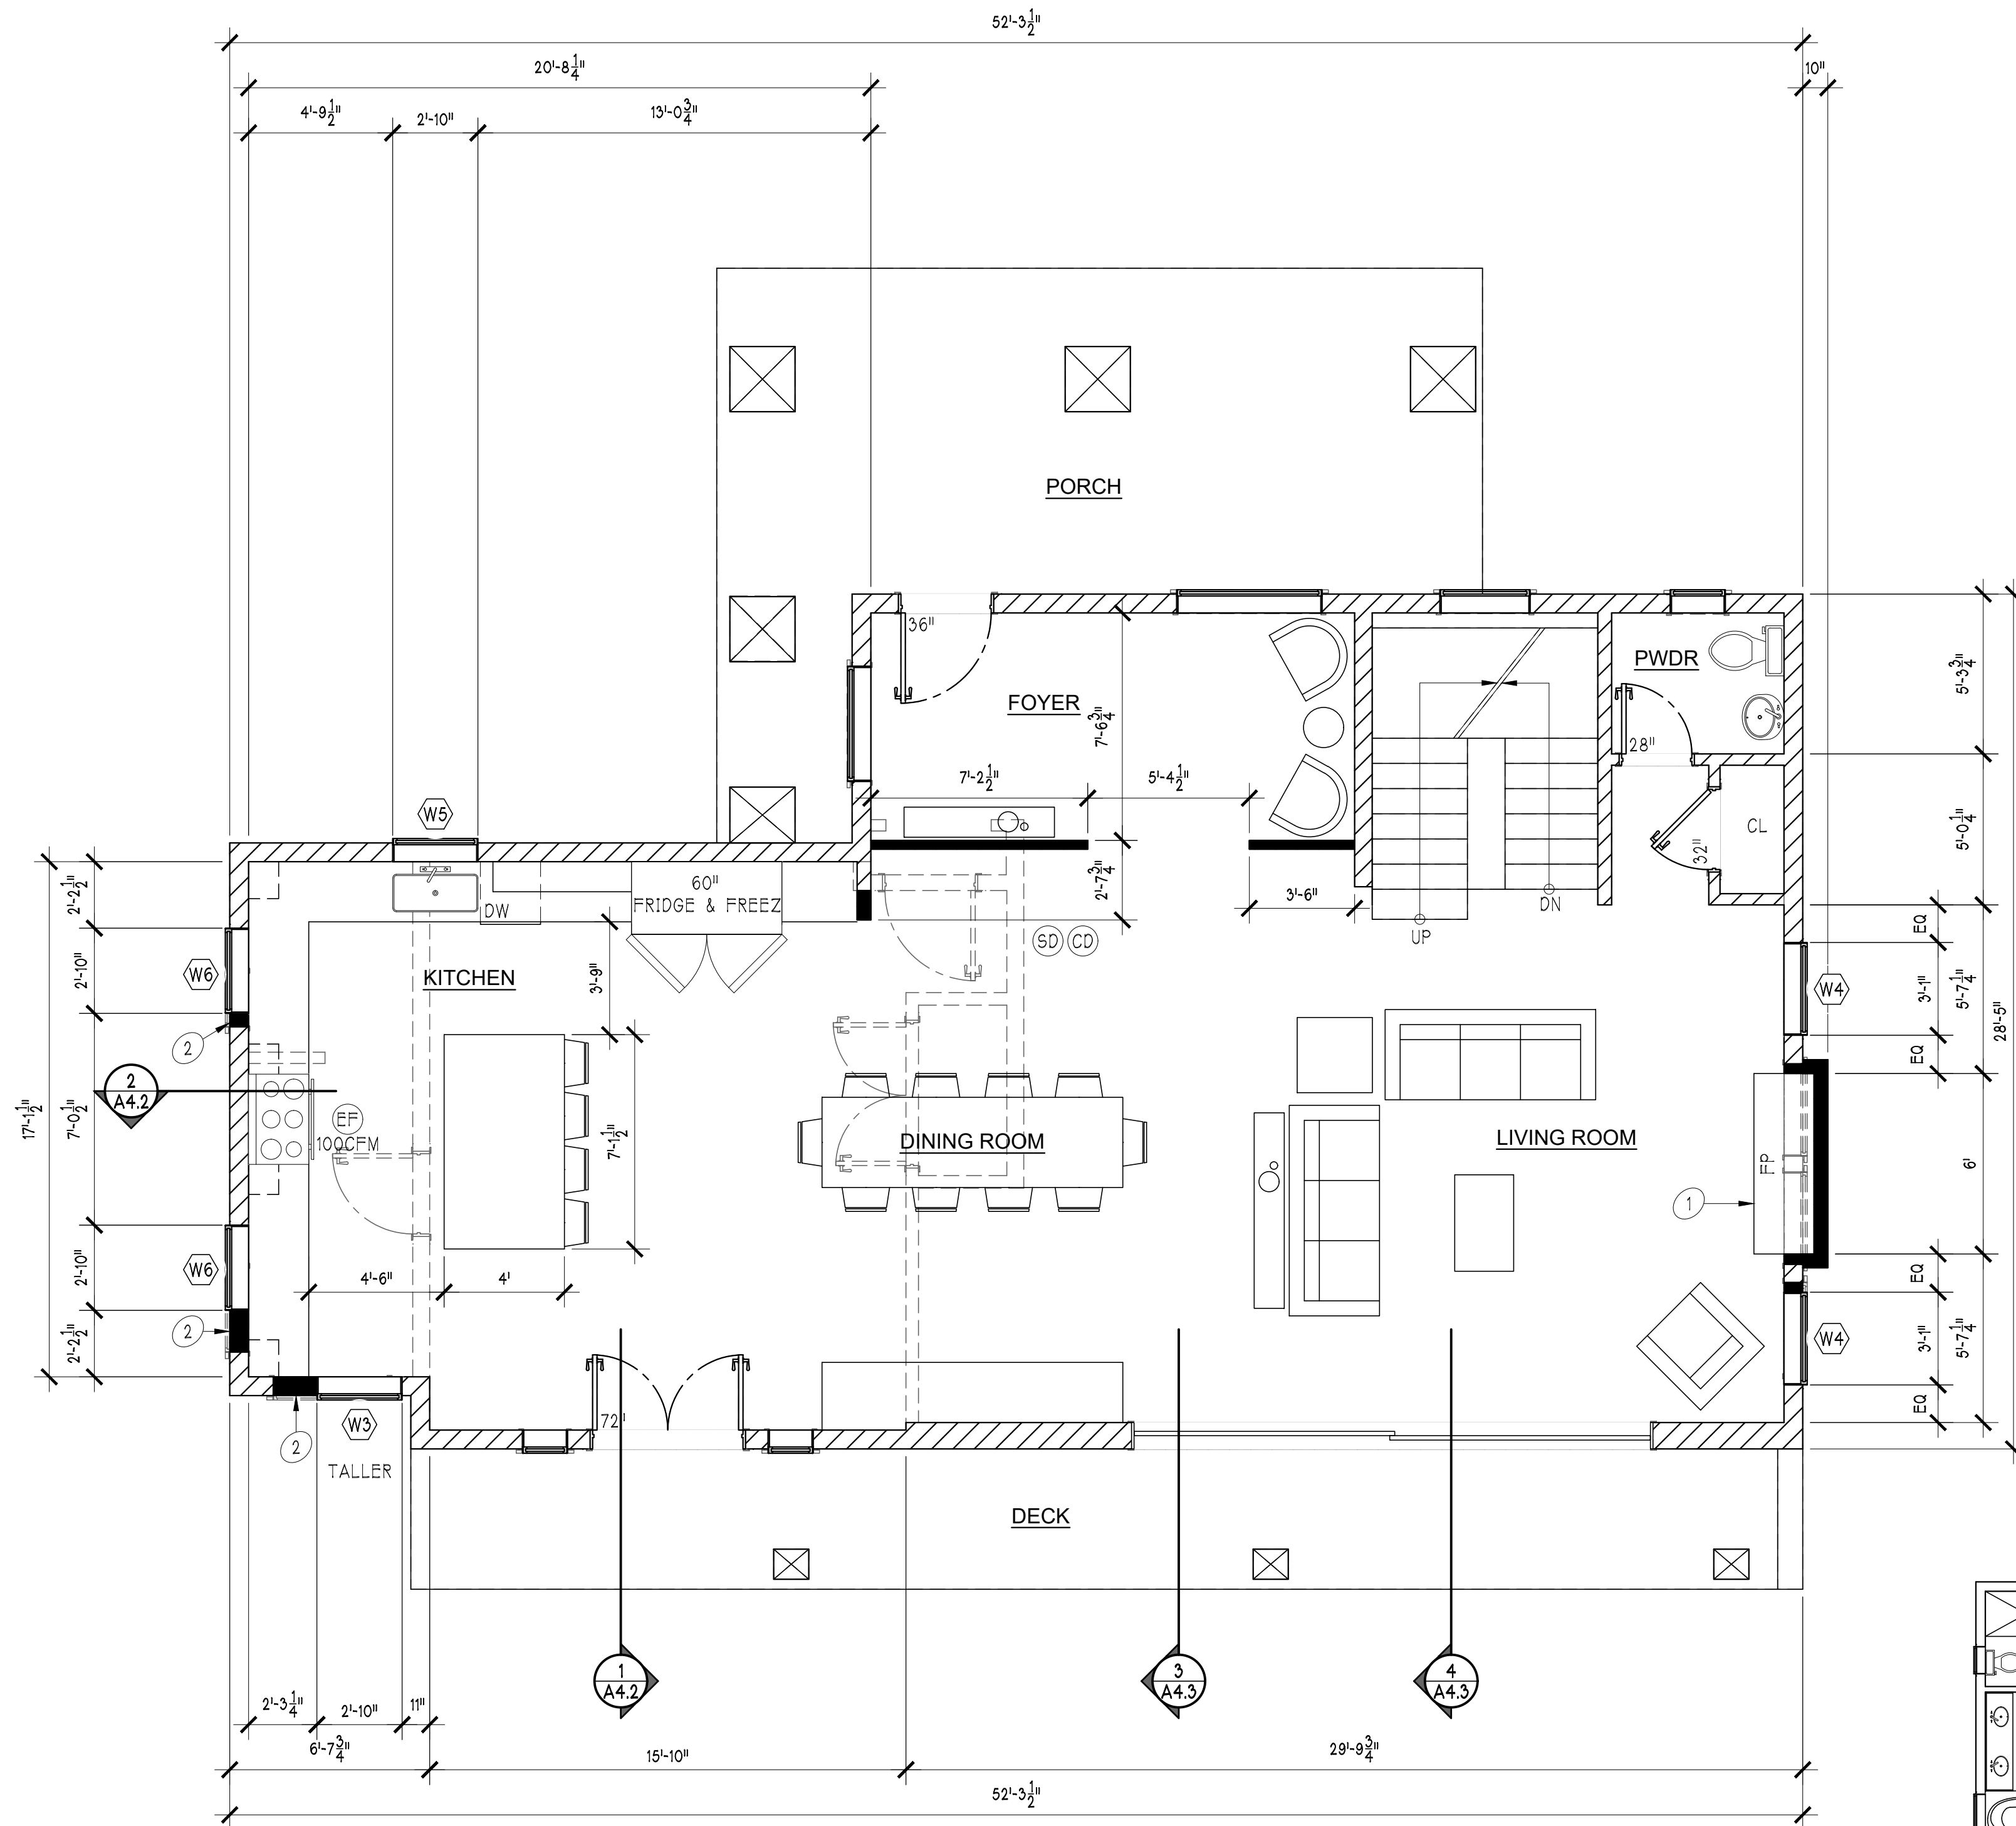 52'-3 1/2"
20'-8 1/4"
10"
4'-9 1/2"
2'-10"
13'-0 3/4"
PORCH
36"
PWDR
FOYER
7'-6 3/4"
5'-3 3/4"
28"
7'-2 1/2"
5'-4 1/2"
W5
CL
32"
5'-0 1/4"
2'-2 1/2"
60"
FRIDGE & FREEZ
DW
2'-7 3/4"
3'-6"
DN
UP
SD
CD
EQ
KITCHEN
3'-9"
W6
2'-10"
W4
3'-1"
5'-7 1/4"
28'-5"
2
EQ
2
A4.2
17'-1 1/2"
7'-0 1/2"
EF
100CFM
7'-1 1/2"
DINING ROOM
LIVING ROOM
FP
6'
1
W6
2'-10"
4'-6"
4'
EQ
2
2'-2 1/2"
W4
3'-1"
5'-7 1/4"
EQ
W3
72'
2
TALLER
DECK
1
A4.2
3
A4.3
4
A4.3
2'-3 1/4"
2'-10"
11"
6'-7 3/4"
15'-10"
29'-9 3/4"
52'-3 1/2"